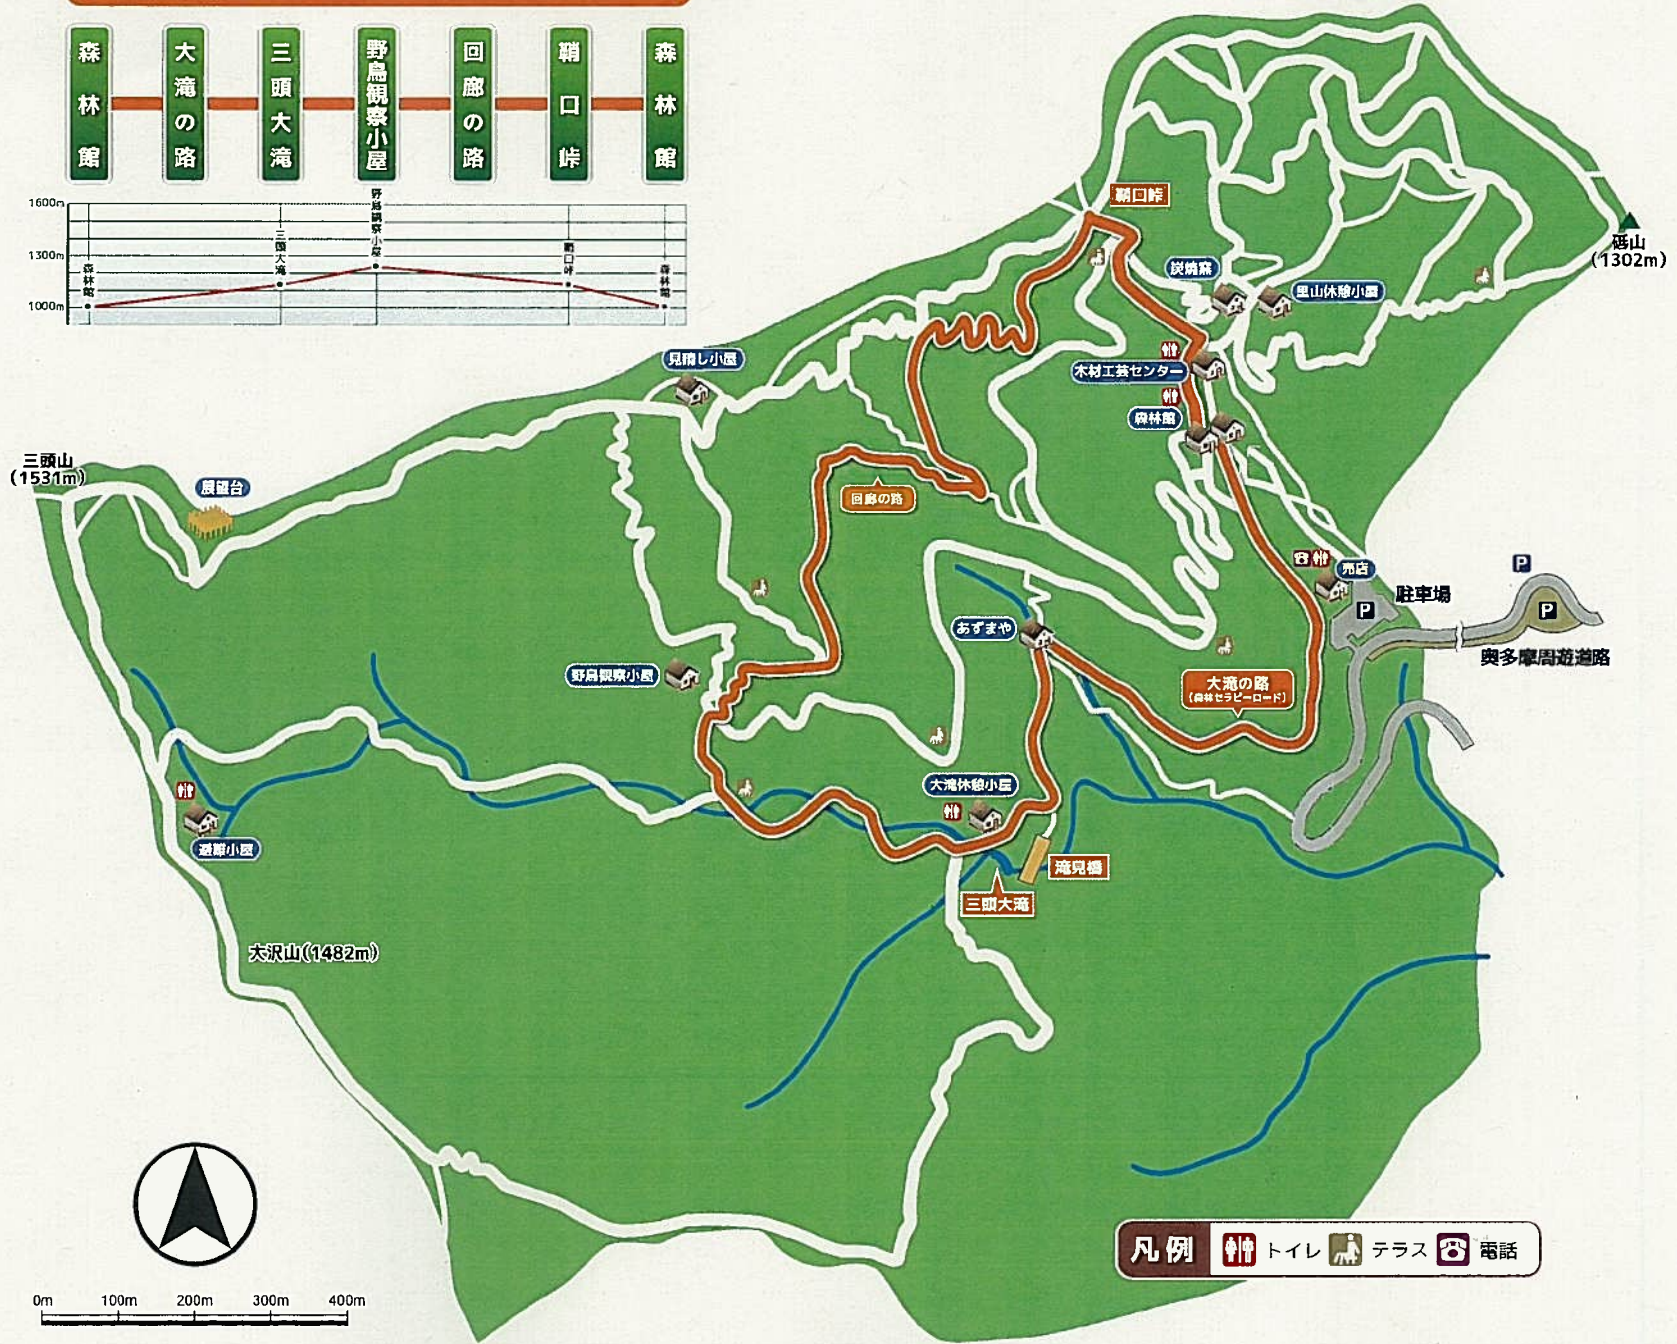 森林館
大滝の路
三頭大滝
野鳥観察小屋
回廊の路
鞘口峠
森林館
1600m
1300m
1000m
森林館
三頭大滝
野鳥観察小屋
鞘口峠
森林館
鞘口峠
砥山
(1302m)
炭焼窯
里山休憩小屋
見晴し小屋
木材工芸センター
森林館
三頭山
(1531m)
展望台
回廊の路
売店
P
駐車場
P
P
あずまや
奥多摩周遊道路
野鳥観察小屋
大滝の路
(森林セラピーロード)
大滝休憩小屋
避難小屋
滝見橋
三頭大滝
大沢山(1482m)
凡例 トイレ テラス 電話
0m 100m 200m 300m 400m